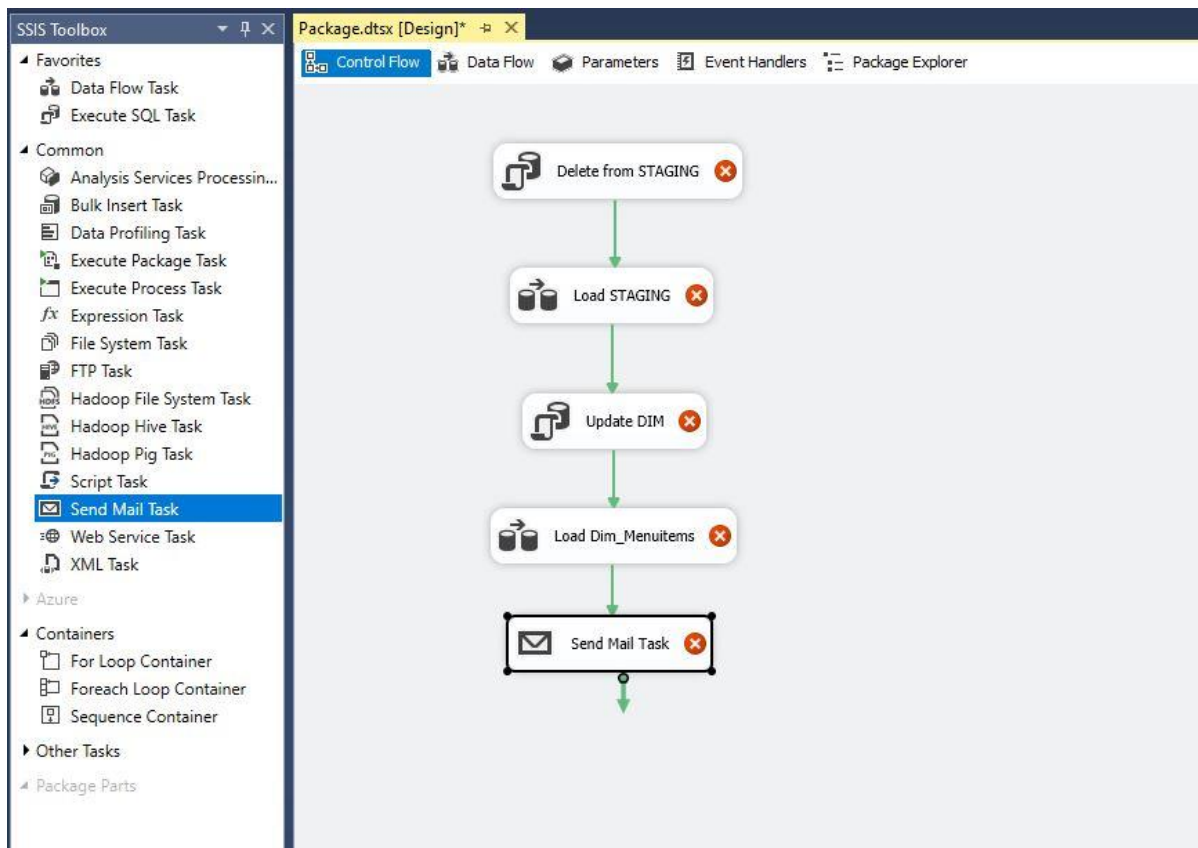 SSIS Toolbox
Package.dtsx [Design]*
Favorites
Data Flow Task
Execute SQL Task
Common
Analysis Services Processin...
Bulk Insert Task
Data Profiling Task
Execute Package Task
Execute Process Task
fx Expression Task
File System Task
FTP Task
Hadoop File System Task
Hadoop Hive Task
Hadoop Pig Task
Script Task
Send Mail Task
Web Service Task
XML Task
Azure
Containers
For Loop Container
Foreach Loop Container
Sequence Container
Other Tasks
Package Parts
Control Flow Data Flow Parameters Event Handlers Package Explorer
Delete from STAGING
Load STAGING
Update DIM
Load Dim_Menuitems
Send Mail Task